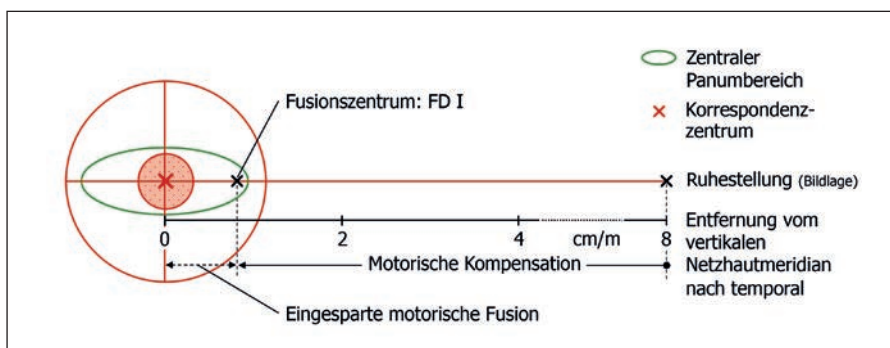 Zentraler
Panumbereich
Korrespondenz-
zentrum
Fusionszentrum: FD I
Ruhestellung (Bildlage)
Entfernung vom
vertikalen
Netzhautmeridian
nach temporal
0 2 4 cm/m 8
Motorische Kompensation
Eingesparte motorische Fusion